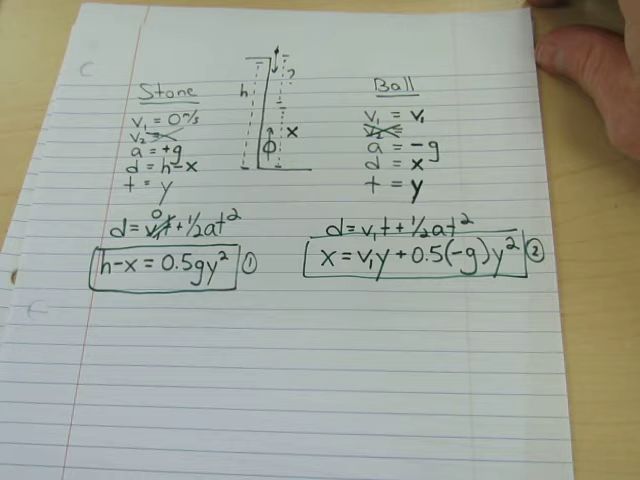 Stone
v₁ = 0 m/s
v₂ =
a = +g
d = h-x
t = y
d = v₁t + 1/2at²
0
h-x = 0.5gy² ①
h
?
x
Ball
v₁ = v₁
v₂ =
a = -g
d = x
t = y
d = v₁t + 1/2at²
x = v₁y + 0.5(-g)y² ②